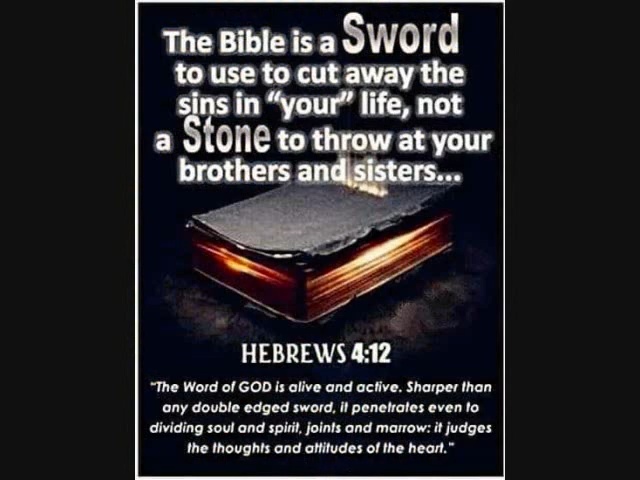 The Bible is a Sword
to use to cut away the
sins in “your” life, not
a Stone to throw at your
brothers and sisters...
HEBREWS 4:12
“The Word of GOD is alive and active. Sharper than
any double edged sword, it penetrates even to
dividing soul and spirit, joints and marrow: it judges
the thoughts and attitudes of the heart.”